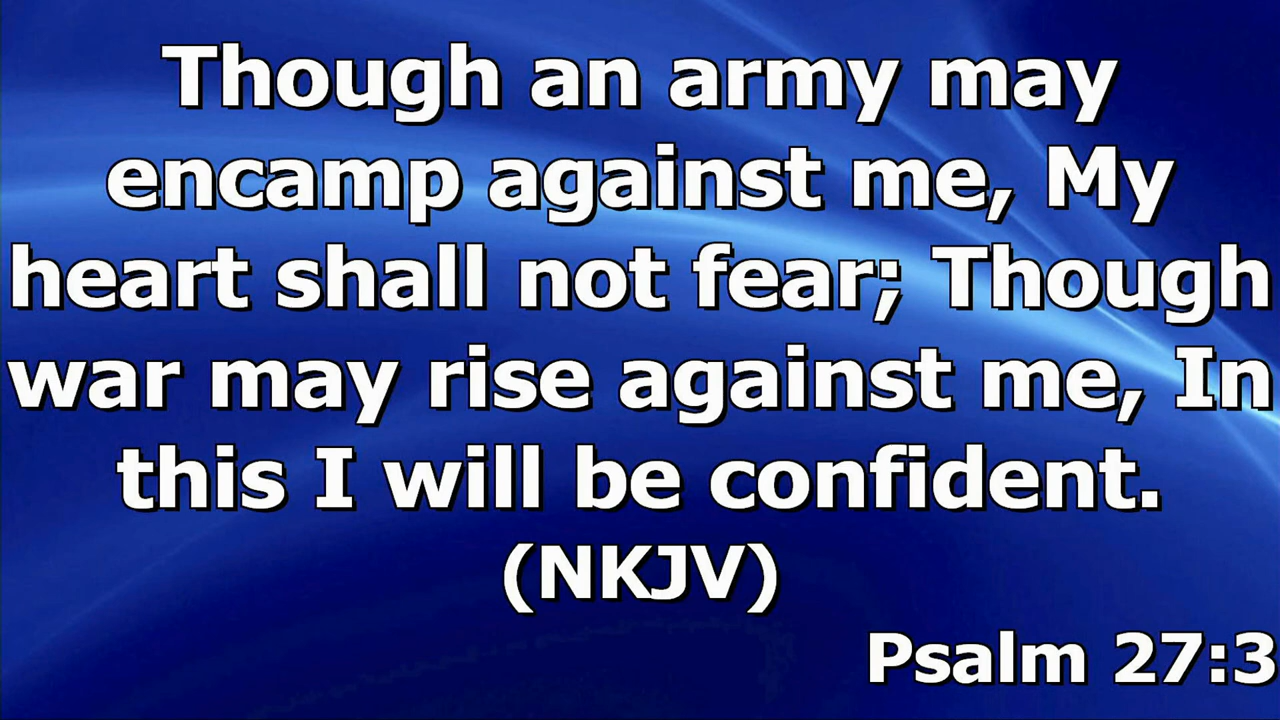 Though an army may
encamp against me, My
heart shall not fear; Though
war may rise against me, In
this I will be confident.
(NKJV)
Psalm 27:3